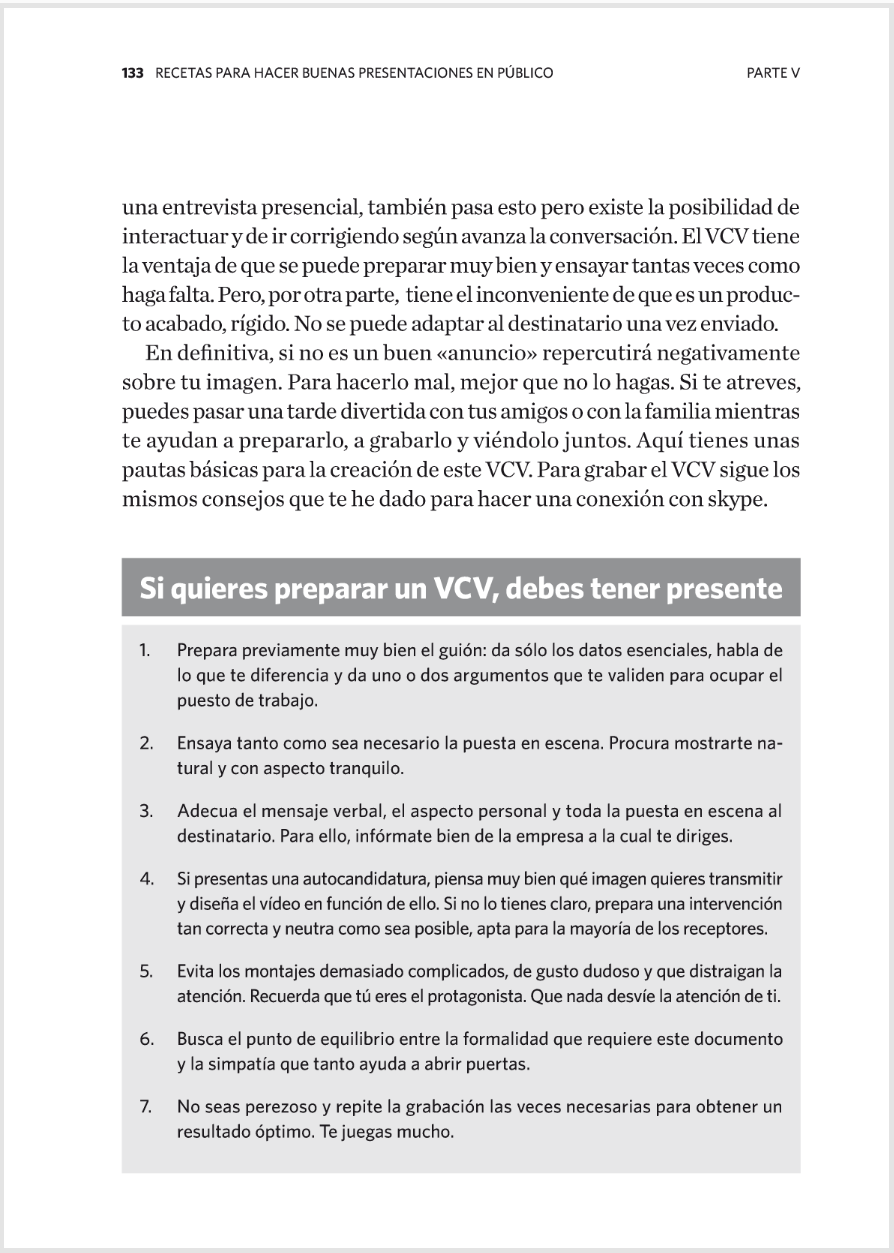 133 RECETAS PARA HACER BUENAS PRESENTACIONES EN PÚBLICO PARTE V
una entrevista presencial, también pasa esto pero existe la posibilidad de
interactuar y de ir corrigiendo según avanza la conversación. El VCV tiene
la ventaja de que se puede preparar muy bien y ensayar tantas veces como
haga falta. Pero, por otra parte, tiene el inconveniente de que es un produc-
to acabado, rígido. No se puede adaptar al destinatario una vez enviado.
En definitiva, si no es un buen «anuncio» repercutirá negativamente
sobre tu imagen. Para hacerlo mal, mejor que no lo hagas. Si te atreves,
puedes pasar una tarde divertida con tus amigos o con la familia mientras
te ayudan a prepararlo, a grabarlo y viéndolo juntos. Aquí tienes unas
pautas básicas para la creación de este VCV. Para grabar el VCV sigue los
mismos consejos que te he dado para hacer una conexión con skype.
Si quieres preparar un VCV, debes tener presente
1. Prepara previamente muy bien el guión: da sólo los datos esenciales, habla de
lo que te diferencia y da uno o dos argumentos que te validen para ocupar el
puesto de trabajo.
2. Ensaya tanto como sea necesario la puesta en escena. Procura mostrarte na-
tural y con aspecto tranquilo.
3. Adecua el mensaje verbal, el aspecto personal y toda la puesta en escena al
destinatario. Para ello, infórmate bien de la empresa a la cual te diriges.
4. Si presentas una autocandidatura, piensa muy bien qué imagen quieres transmitir
y diseña el vídeo en función de ello. Si no lo tienes claro, prepara una intervención
tan correcta y neutra como sea posible, apta para la mayoría de los receptores.
5. Evita los montajes demasiado complicados, de gusto dudoso y que distraigan la
atención. Recuerda que tú eres el protagonista. Que nada desvíe la atención de ti.
6. Busca el punto de equilibrio entre la formalidad que requiere este documento
y la simpatía que tanto ayuda a abrir puertas.
7. No seas perezoso y repite la grabación las veces necesarias para obtener un
resultado óptimo. Te juegas mucho.